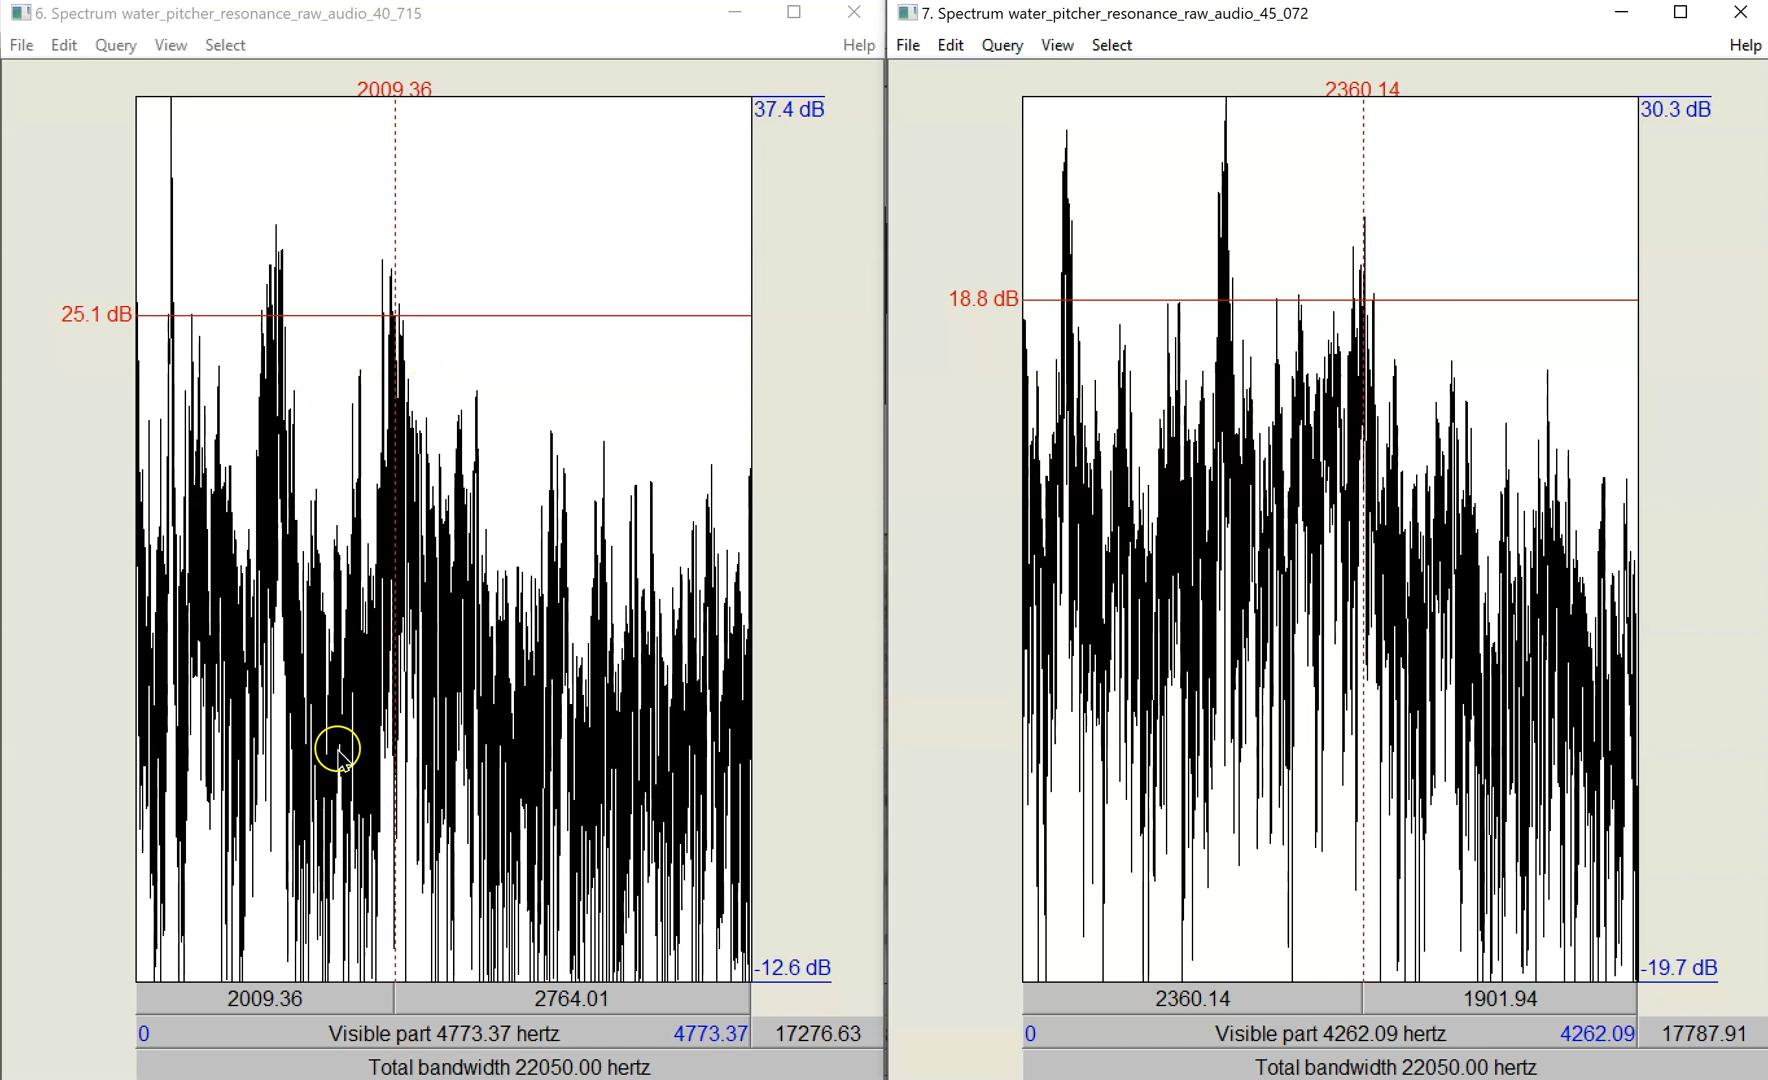 6. Spectrum water_pitcher_resonance_raw_audio_40_715
File Edit Query View Select Help
2009.36
37.4 dB
25.1 dB
-12.6 dB
2009.36 2764.01
0 Visible part 4773.37 hertz 4773.37 17276.63
Total bandwidth 22050.00 hertz
7. Spectrum water_pitcher_resonance_raw_audio_45_072
File Edit Query View Select Help
2360.14
30.3 dB
18.8 dB
-19.7 dB
2360.14 1901.94
0 Visible part 4262.09 hertz 4262.09 17787.91
Total bandwidth 22050.00 hertz